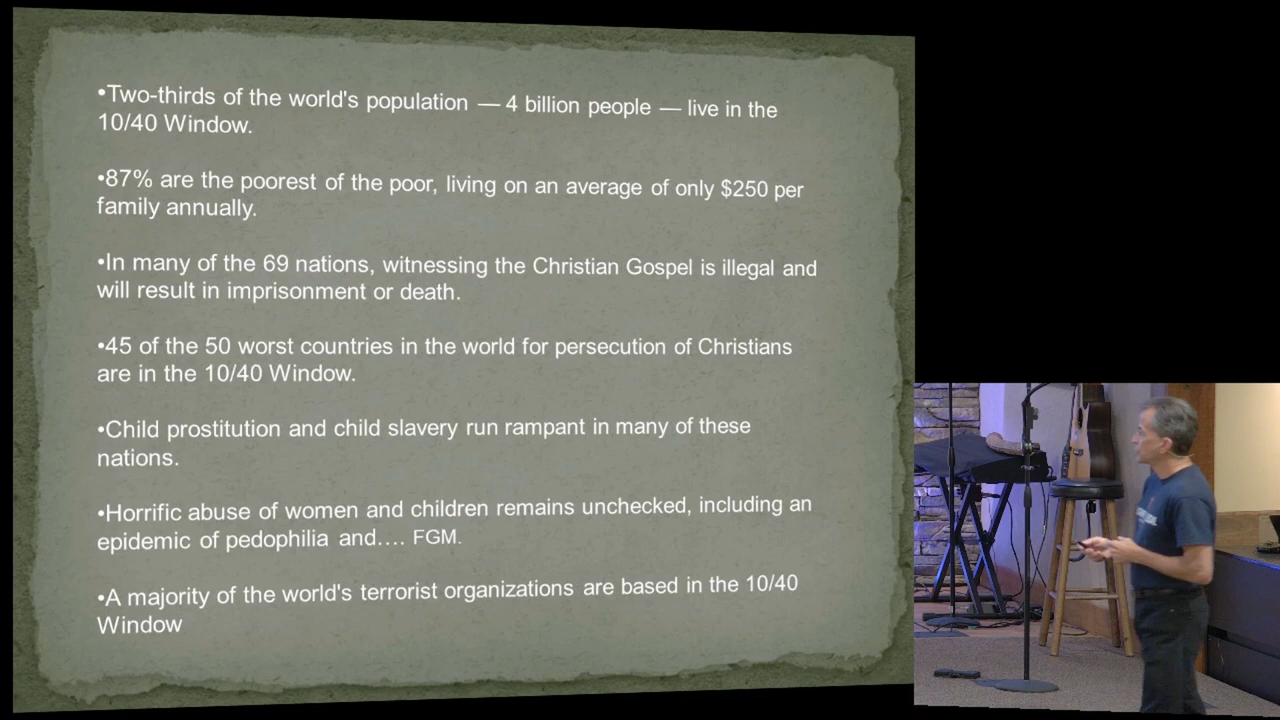 •Two-thirds of the world's population — 4 billion people — live in the
10/40 Window.
•87% are the poorest of the poor, living on an average of only $250 per
family annually.
•In many of the 69 nations, witnessing the Christian Gospel is illegal and
will result in imprisonment or death.
•45 of the 50 worst countries in the world for persecution of Christians
are in the 10/40 Window.
•Child prostitution and child slavery run rampant in many of these
nations.
•Horrific abuse of women and children remains unchecked, including an
epidemic of pedophilia and…. FGM.
•A majority of the world's terrorist organizations are based in the 10/40
Window